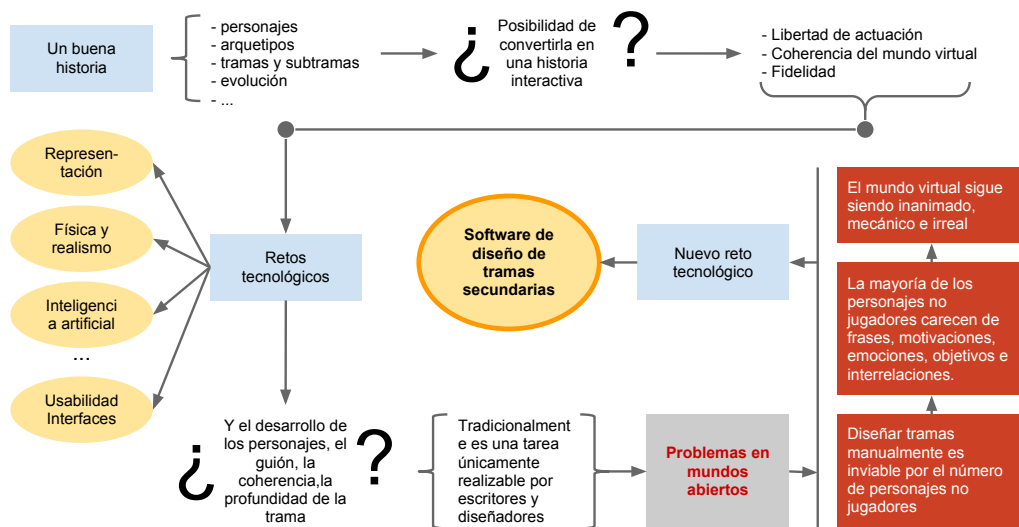 Un buena
historia
- personajes
- arquetipos
- tramas y subtramas
- evolución
- ...
¿
Posibilidad de
convertirla en
una historia
interactiva
?
- Libertad de actuación
- Coherencia del mundo virtual
- Fidelidad
Represen-
tación
Física y
realismo
Inteligenci
a artificial
...
Usabilidad
Interfaces
Retos
tecnológicos
Software de
diseño de
tramas
secundarias
Nuevo reto
tecnológico
El mundo virtual sigue
siendo inanimado,
mecánico e irreal
La mayoría de los
personajes no
jugadores carecen de
frases, motivaciones,
emociones, objetivos e
interrelaciones.
Diseñar tramas
manualmente es
inviable por el número
de personajes no
jugadores
¿
Y el desarrollo de
los personajes, el
guión, la
coherencia,la
profundidad de la
trama
?
Tradicionalment
e es una tarea
únicamente
realizable por
escritores y
diseñadores
Problemas en
mundos
abiertos